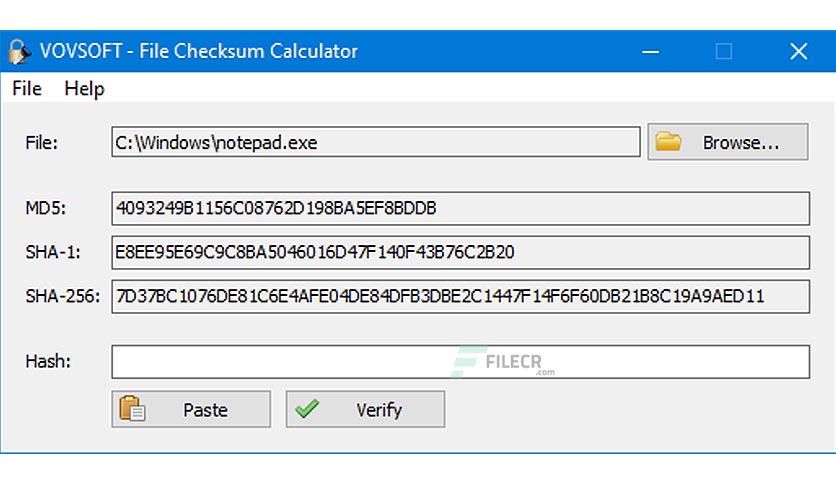 VOVSOFT - File Checksum Calculator
File Help
File: C:\Windows\notepad.exe Browse...
MD5: 4093249B1156C08762D198BA5EF8BDDB
SHA-1: E8EE95E69C9C8BA5046016D47F140F43B76C2B20
SHA-256: 7D37BC1076DE81C6E4AFE04DE84DFB3DBE2C1447F14F6F60DB21B8C19A9AED11
Hash: FILECR .com
Paste Verify